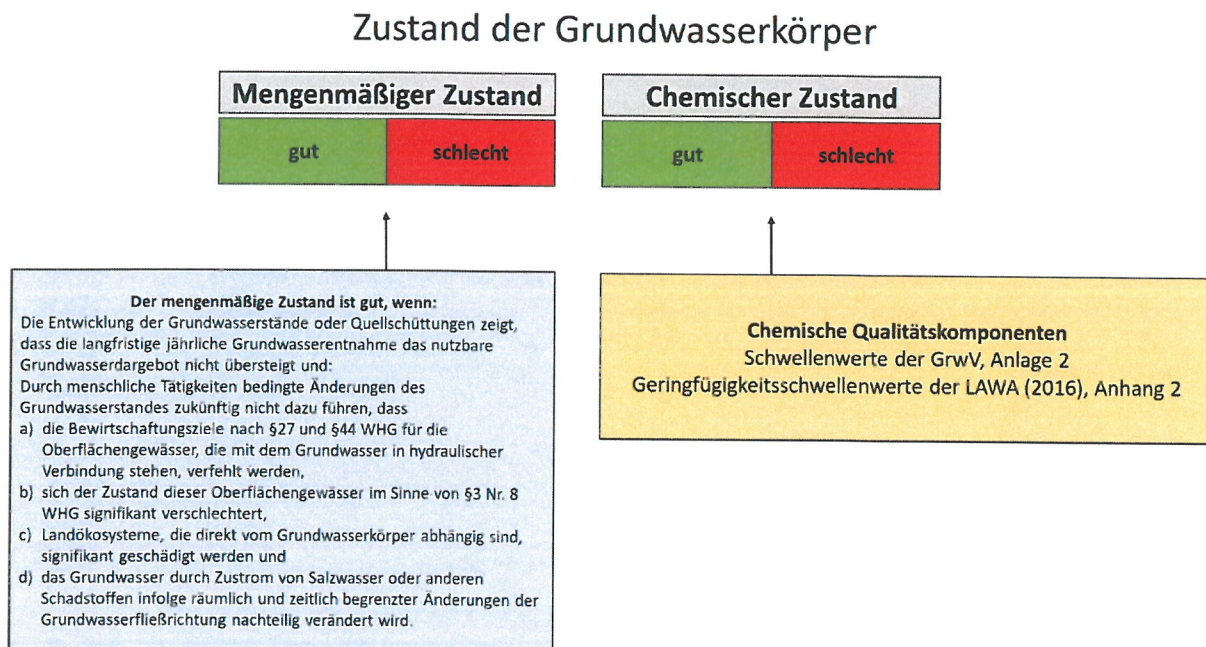 Zustand der Grundwasserkörper
Mengenmäßiger Zustand
gut
schlecht
Chemischer Zustand
gut
schlecht
Der mengenmäßige Zustand ist gut, wenn:
Die Entwicklung der Grundwasserstände oder Quellschüttungen zeigt,
dass die langfristige jährliche Grundwasserentnahme das nutzbare
Grundwasserdargebot nicht übersteigt und:
Durch menschliche Tätigkeiten bedingte Änderungen des
Grundwasserstandes zukünftig nicht dazu führen, dass
a) die Bewirtschaftungsziele nach §27 und §44 WHG für die
Oberflächengewässer, die mit dem Grundwasser in hydraulischer
Verbindung stehen, verfehlt werden,
b) sich der Zustand dieser Oberflächengewässer im Sinne von §3 Nr. 8
WHG signifikant verschlechtert,
c) Landökosysteme, die direkt vom Grundwasserkörper abhängig sind,
signifikant geschädigt werden und
d) das Grundwasser durch Zustrom von Salzwasser oder anderen
Schadstoffen infolge räumlich und zeitlich begrenzter Änderungen der
Grundwasserfließrichtung nachteilig verändert wird.
Chemische Qualitätskomponenten
Schwellenwerte der GrwV, Anlage 2
Geringfügigkeitsschwellenwerte der LAWA (2016), Anhang 2